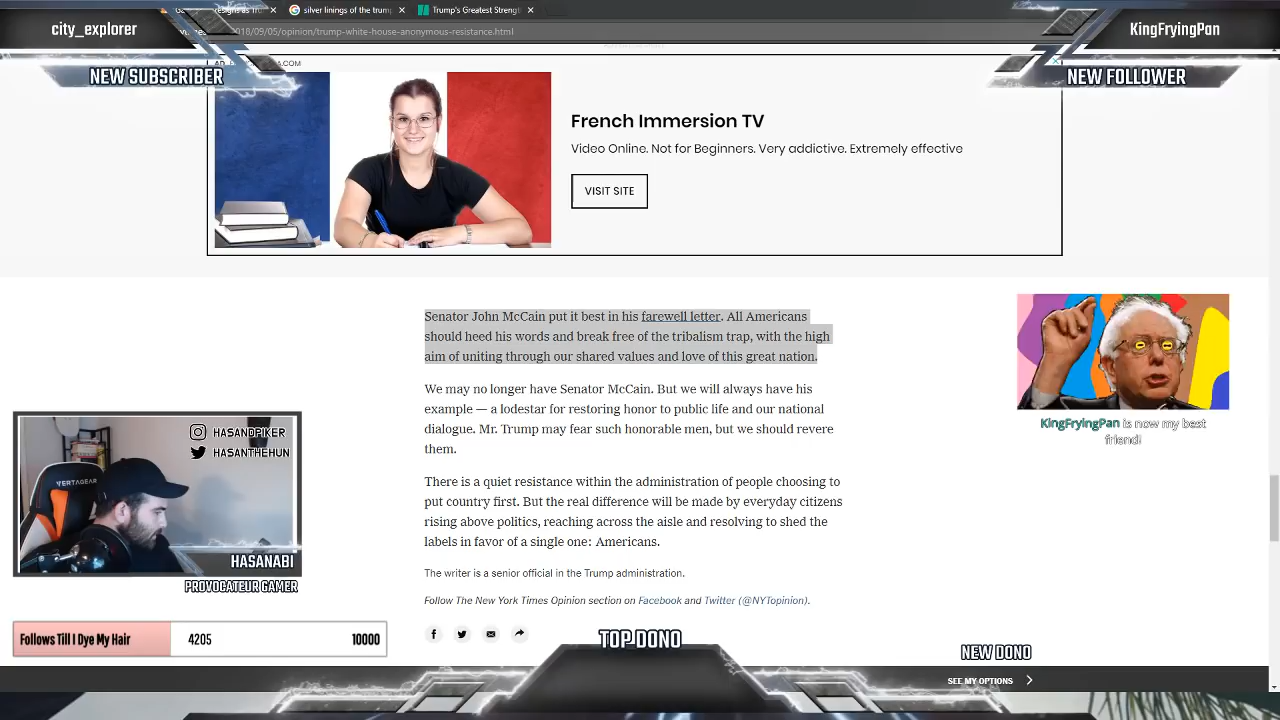 esigns as Trum
silver linings of the trump
Trump's Greatest Strengt
city_explorer
018/09/05/opinion/trump-white-house-anonymous-resistance.html
KingFryingPan
NEW SUBSCRIBER
NEW FOLLOWER
French Immersion TV
Video Online. Not for Beginners. Very addictive. Extremely effective
VISIT SITE
Senator John McCain put it best in his farewell letter. All Americans
should heed his words and break free of the tribalism trap, with the high
aim of uniting through our shared values and love of this great nation.
We may no longer have Senator McCain. But we will always have his
example — a lodestar for restoring honor to public life and our national
dialogue. Mr. Trump may fear such honorable men, but we should revere
them.
There is a quiet resistance within the administration of people choosing to
put country first. But the real difference will be made by everyday citizens
rising above politics, reaching across the aisle and resolving to shed the
labels in favor of a single one: Americans.
The writer is a senior official in the Trump administration.
Follow The New York Times Opinion section on Facebook and Twitter (@NYTopinion).
KingFryingPan is now my best
friend!
HASANDPIKER
HASANTHEHUN
VERTAGEAR
HASANABI
PROVOCATEUR GAMER
Follows Till I Dye My Hair 4205 10000
TOP DONO
NEW DONO
SEE MY OPTIONS